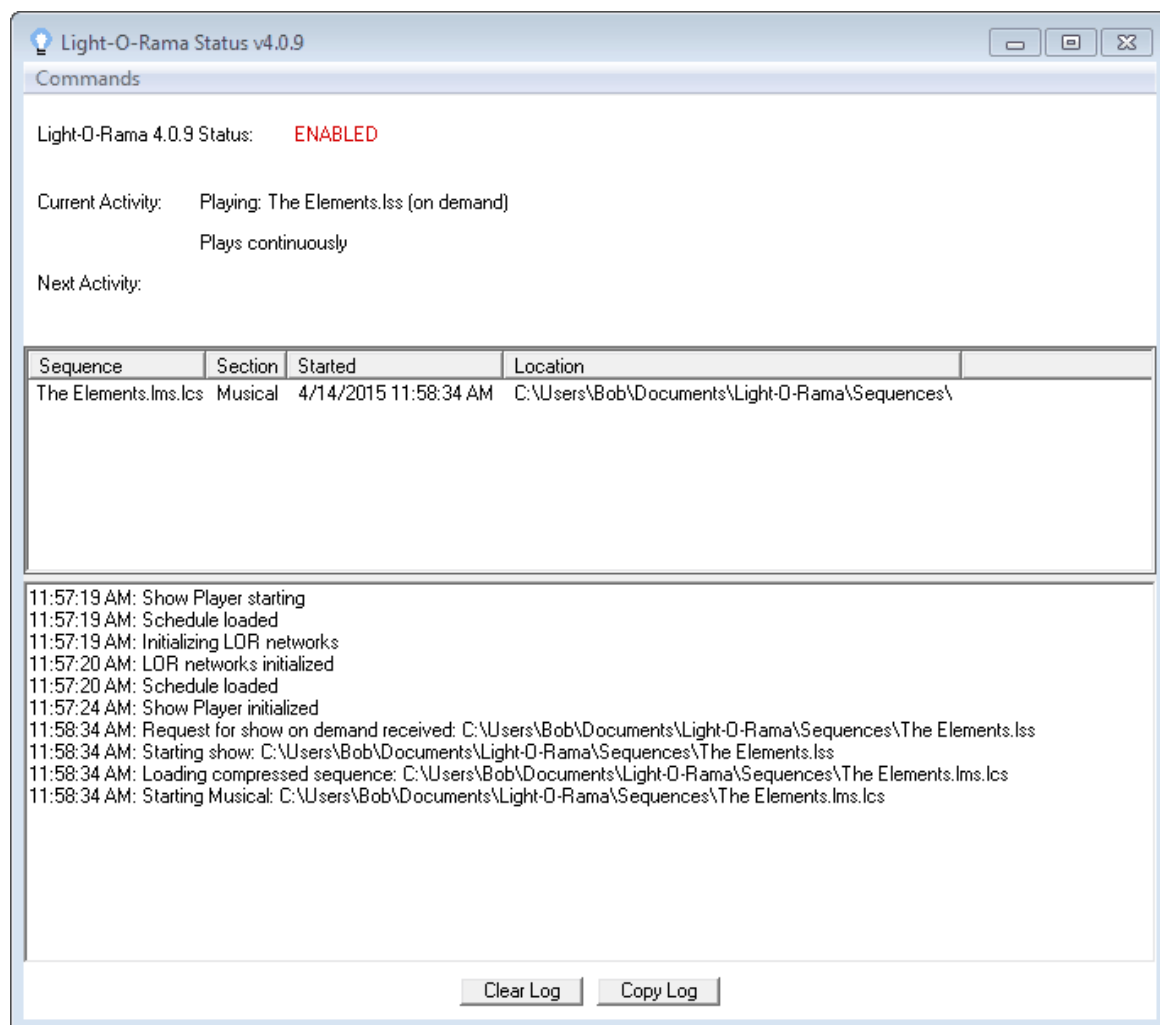 Light-O-Rama Status v4.0.9
Commands
Light-O-Rama 4.0.9 Status: ENABLED
Current Activity: Playing: The Elements.lss (on demand)
Plays continuously
Next Activity:
Sequence Section Started Location
The Elements.lms.lcs Musical 4/14/2015 11:58:34 AM C:\Users\Bob\Documents\Light-O-Rama\Sequences\
11:57:19 AM: Show Player starting
11:57:19 AM: Schedule loaded
11:57:19 AM: Initializing LOR networks
11:57:20 AM: LOR networks initialized
11:57:20 AM: Schedule loaded
11:57:24 AM: Show Player initialized
11:58:34 AM: Request for show on demand received: C:\Users\Bob\Documents\Light-O-Rama\Sequences\The Elements.lss
11:58:34 AM: Starting show: C:\Users\Bob\Documents\Light-O-Rama\Sequences\The Elements.lss
11:58:34 AM: Loading compressed sequence: C:\Users\Bob\Documents\Light-O-Rama\Sequences\The Elements.lms.lcs
11:58:34 AM: Starting Musical: C:\Users\Bob\Documents\Light-O-Rama\Sequences\The Elements.lms.lcs
Clear Log Copy Log